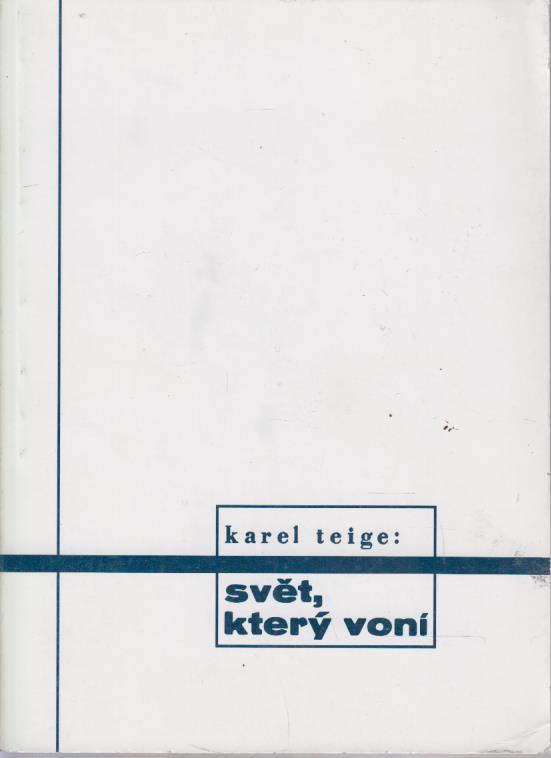 karel teige:
svět,
který voní